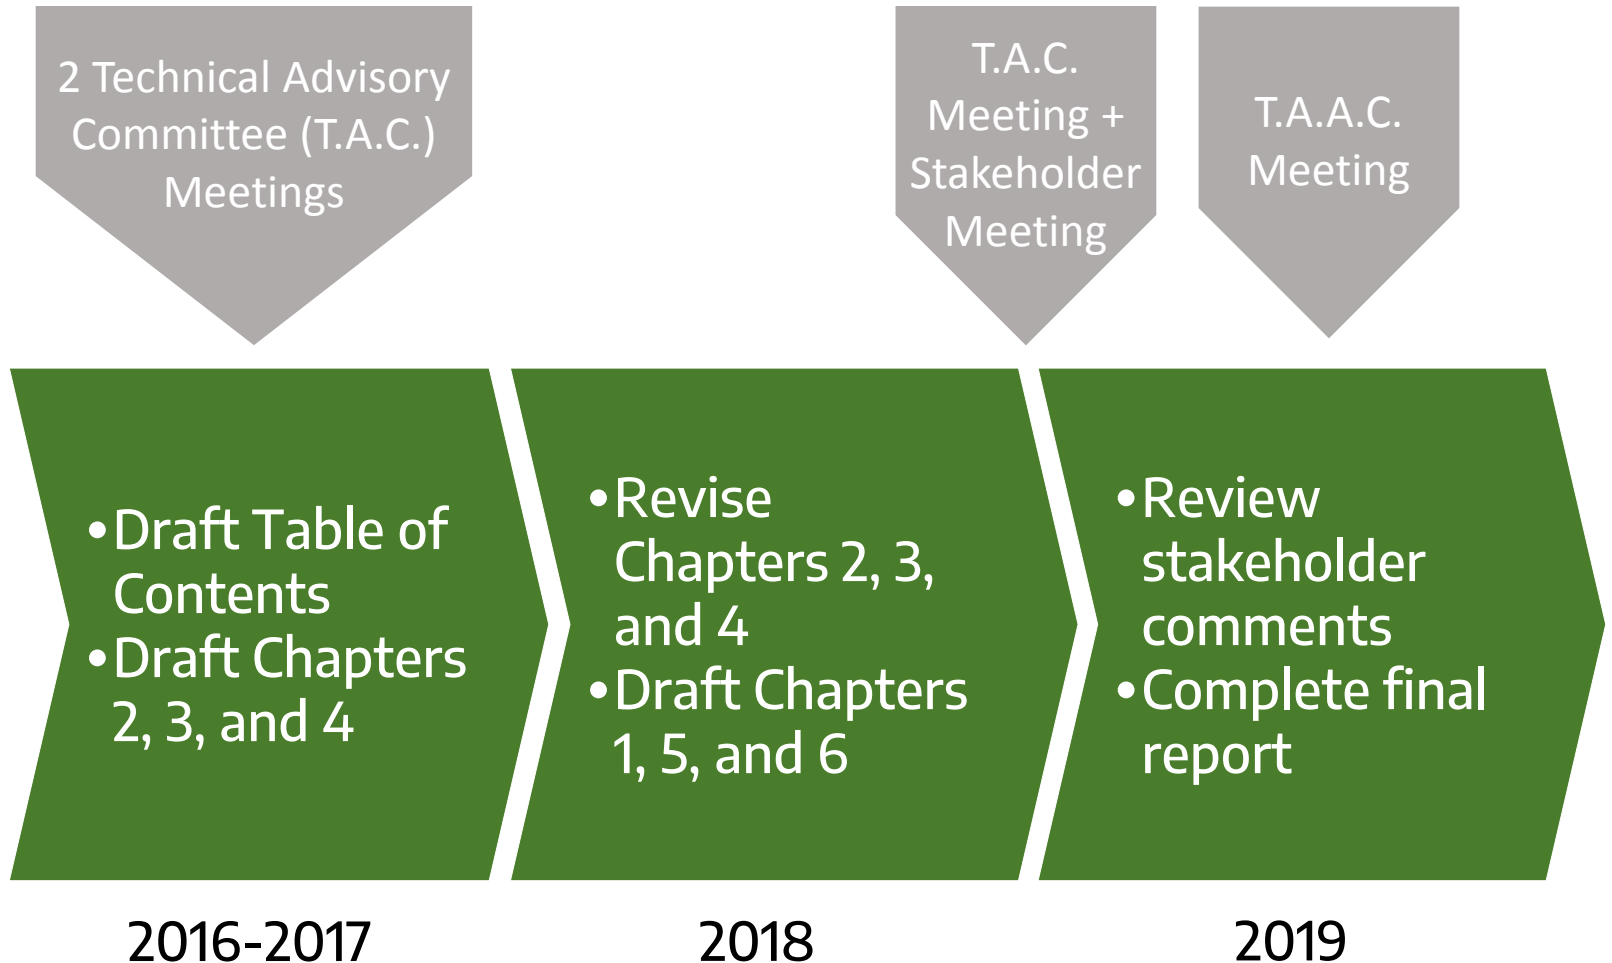 2 Technical Advisory
Committee (T.A.C.)
Meetings
T.A.C.
Meeting +
Stakeholder
Meeting
T.A.A.C.
Meeting
•Draft Table of
Contents
•Draft Chapters
2, 3, and 4
•Revise
Chapters 2, 3,
and 4
•Draft Chapters
1, 5, and 6
•Review
stakeholder
comments
•Complete final
report
2016-2017
2018
2019